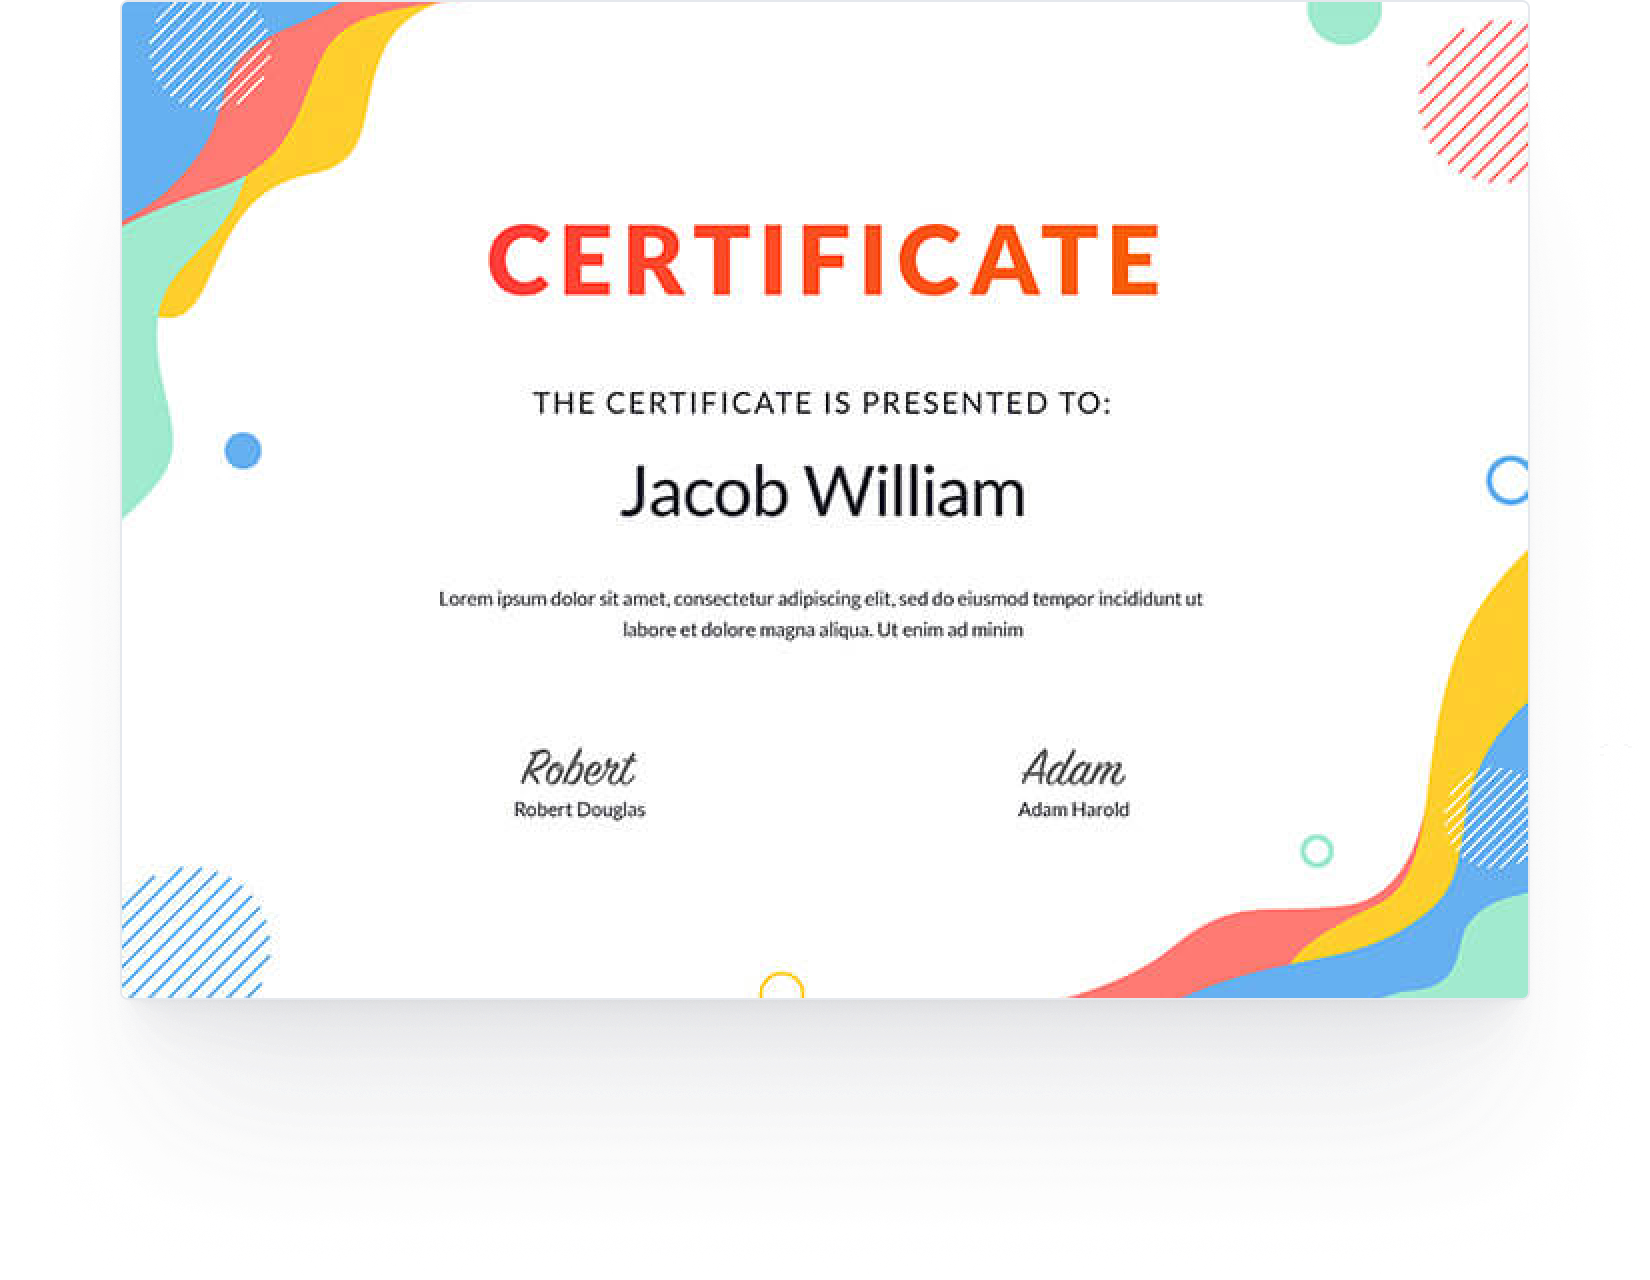 CERTIFICATE
THE CERTIFICATE IS PRESENTED TO:
Jacob William
Lorem ipsum dolor sit amet, consectetur adipiscing elit, sed do eiusmod tempor incididunt ut
labore et dolore magna aliqua. Ut enim ad minim
Robert
Robert Douglas
Adam
Adam Harold